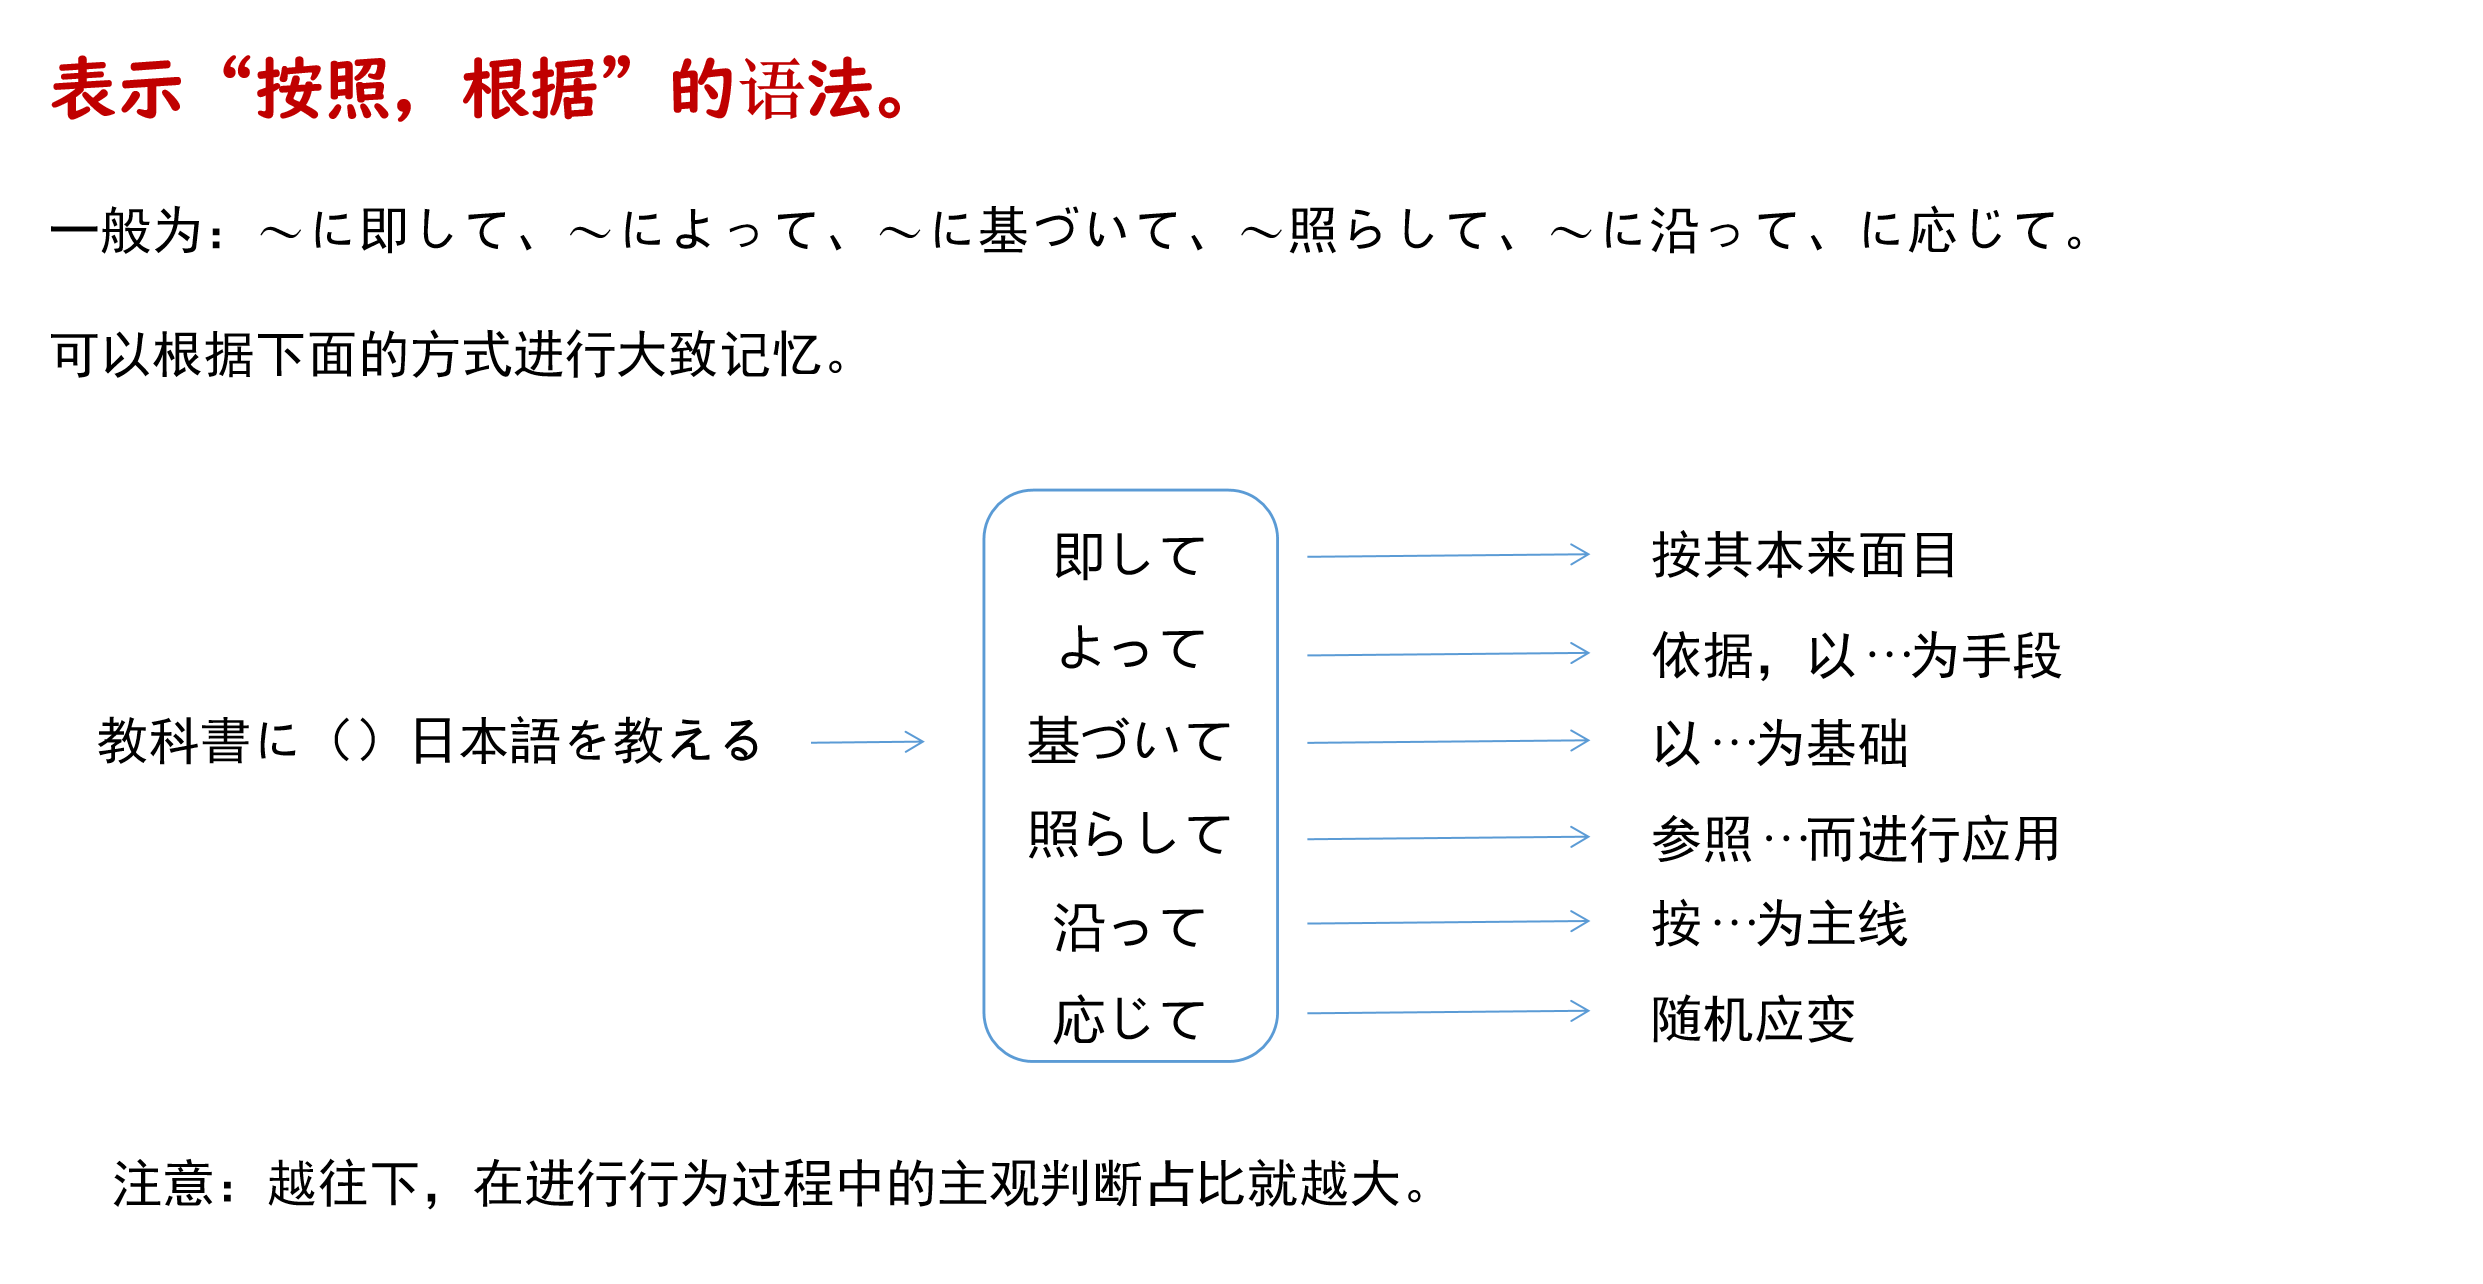 表示“按照，根据”的语法。
一般为：～に即して、～によって、～に基づいて、～照らして、～に沿って、に応じて。
可以根据下面的方式进行大致记忆。
即して
按其本来面目
よって
依据，以…为手段
教科書に（）日本語を教える
基づいて
以…为基础
照らして
参照…而进行应用
沿って
按…为主线
応じて
随机应变
注意：越往下，在进行行为过程中的主观判断占比就越大。